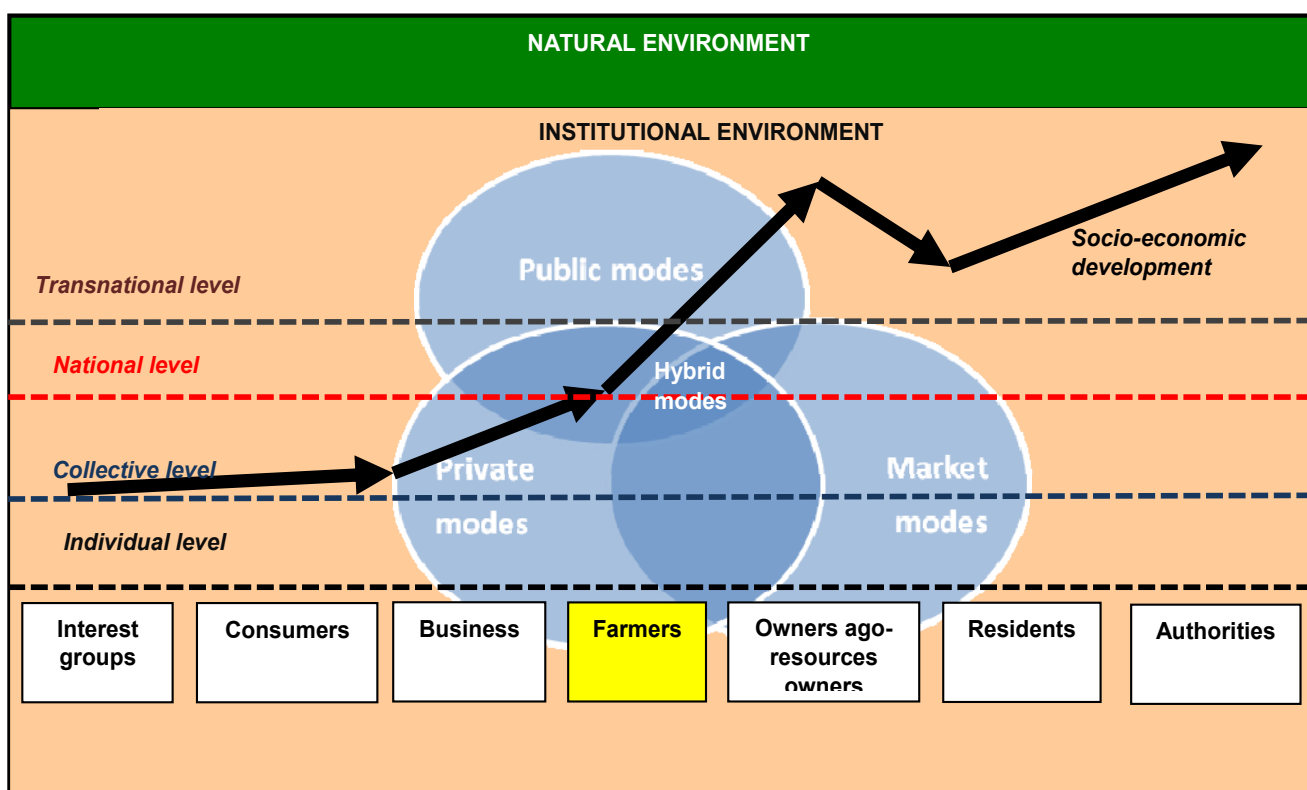 NATURAL ENVIRONMENT
INSTITUTIONAL ENVIRONMENT
Public modes
Socio-economic
development
Transnational level
National level
Hybrid
modes
Collective level
Private
modes
Market
modes
Individual level
Interest
groups
Consumers
Business
Farmers
Owners ago-
resources
owners
Residents
Authorities